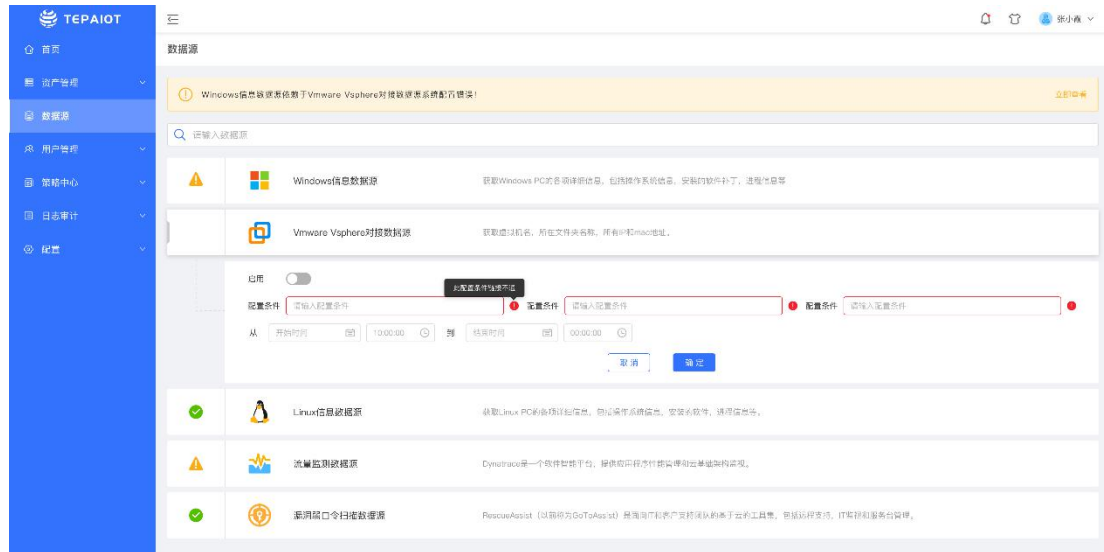 TEPAIOT
张小鑫
首页
资产管理
数据源
用户管理
策略中心
日志审计
配置
数据源
Windows信息数据源依赖于Vmware Vsphere对接数据源系统配置错误!
立即查看
请输入数据源
Windows信息数据源
获取Windows PC的各项详细信息，包括操作系统信息，安装的软件补丁，进程信息等
Vmware Vsphere对接数据源
获取虚拟机名，所在文件夹名称，所有IP和mac地址。
启用
此配置条件链接不通
配置条件 请输入配置条件 配置条件 请输入配置条件 配置条件 请输入配置条件
从 开始时间 10:00:00 到 结束时间 00:00:00
取 消 确 定
Linux信息数据源
获取Linux PC的各项详细信息，包括操作系统信息，安装的软件，进程信息等。
流量监测数据源
Dynatrace是一个软件智能平台，提供应用程序性能管理和云基础架构监视。
漏洞弱口令扫描数据源
RescueAssist（以前称为GoToAssist）是面向IT和客户支持团队的基于云的工具集，包括远程支持，IT监控和服务台管理。